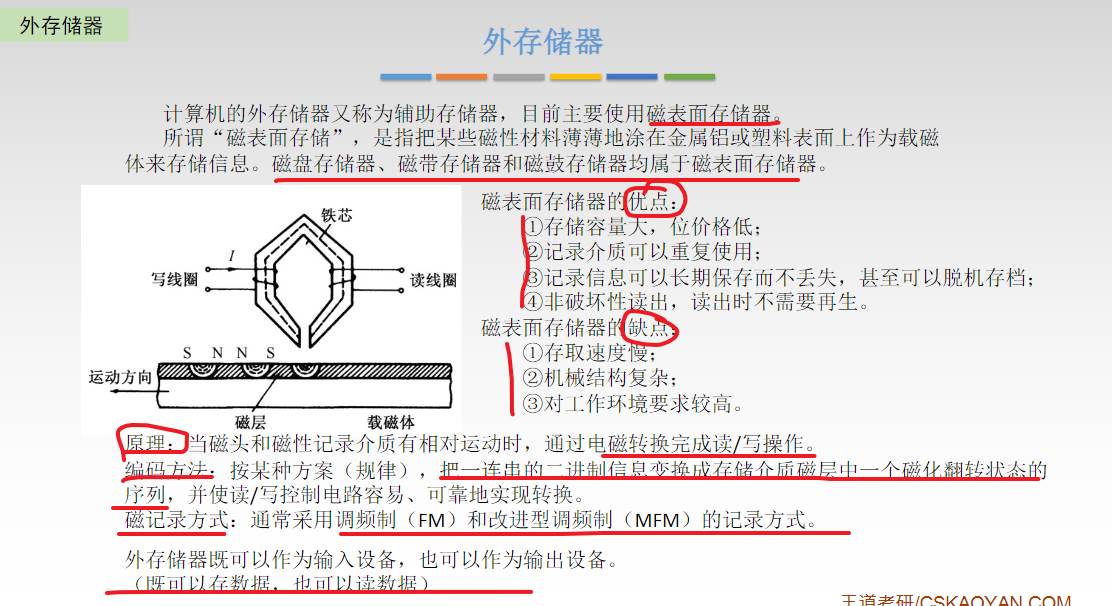 外存储器
外存储器
计算机的外存储器又称为辅助存储器，目前主要使用磁表面存储器。
所谓“磁表面存储”，是指把某些磁性材料薄薄地涂在金属铝或塑料表面上作为载磁
体来存储信息。磁盘存储器、磁带存储器和磁鼓存储器均属于磁表面存储器。
铁芯
I
写线圈
读线圈
S N N S
运动方向
磁层
载磁体
磁表面存储器的优点：
①存储容量大，位价格低；
②记录介质可以重复使用；
③记录信息可以长期保存而不丢失，甚至可以脱机存档；
④非破坏性读出，读出时不需要再生。
磁表面存储器的缺点：
①存取速度慢；
②机械结构复杂；
③对工作环境要求较高。
原理：当磁头和磁性记录介质有相对运动时，通过电磁转换完成读/写操作。
编码方法：按某种方案（规律），把一连串的二进制信息变换成存储介质磁层中一个磁化翻转状态的
序列，并使读/写控制电路容易、可靠地实现转换。
磁记录方式：通常采用调频制（FM）和改进型调频制（MFM）的记录方式。
外存储器既可以作为输入设备，也可以作为输出设备。
（既可以存数据，也可以读数据）
王道考研/CSKAOYAN.COM